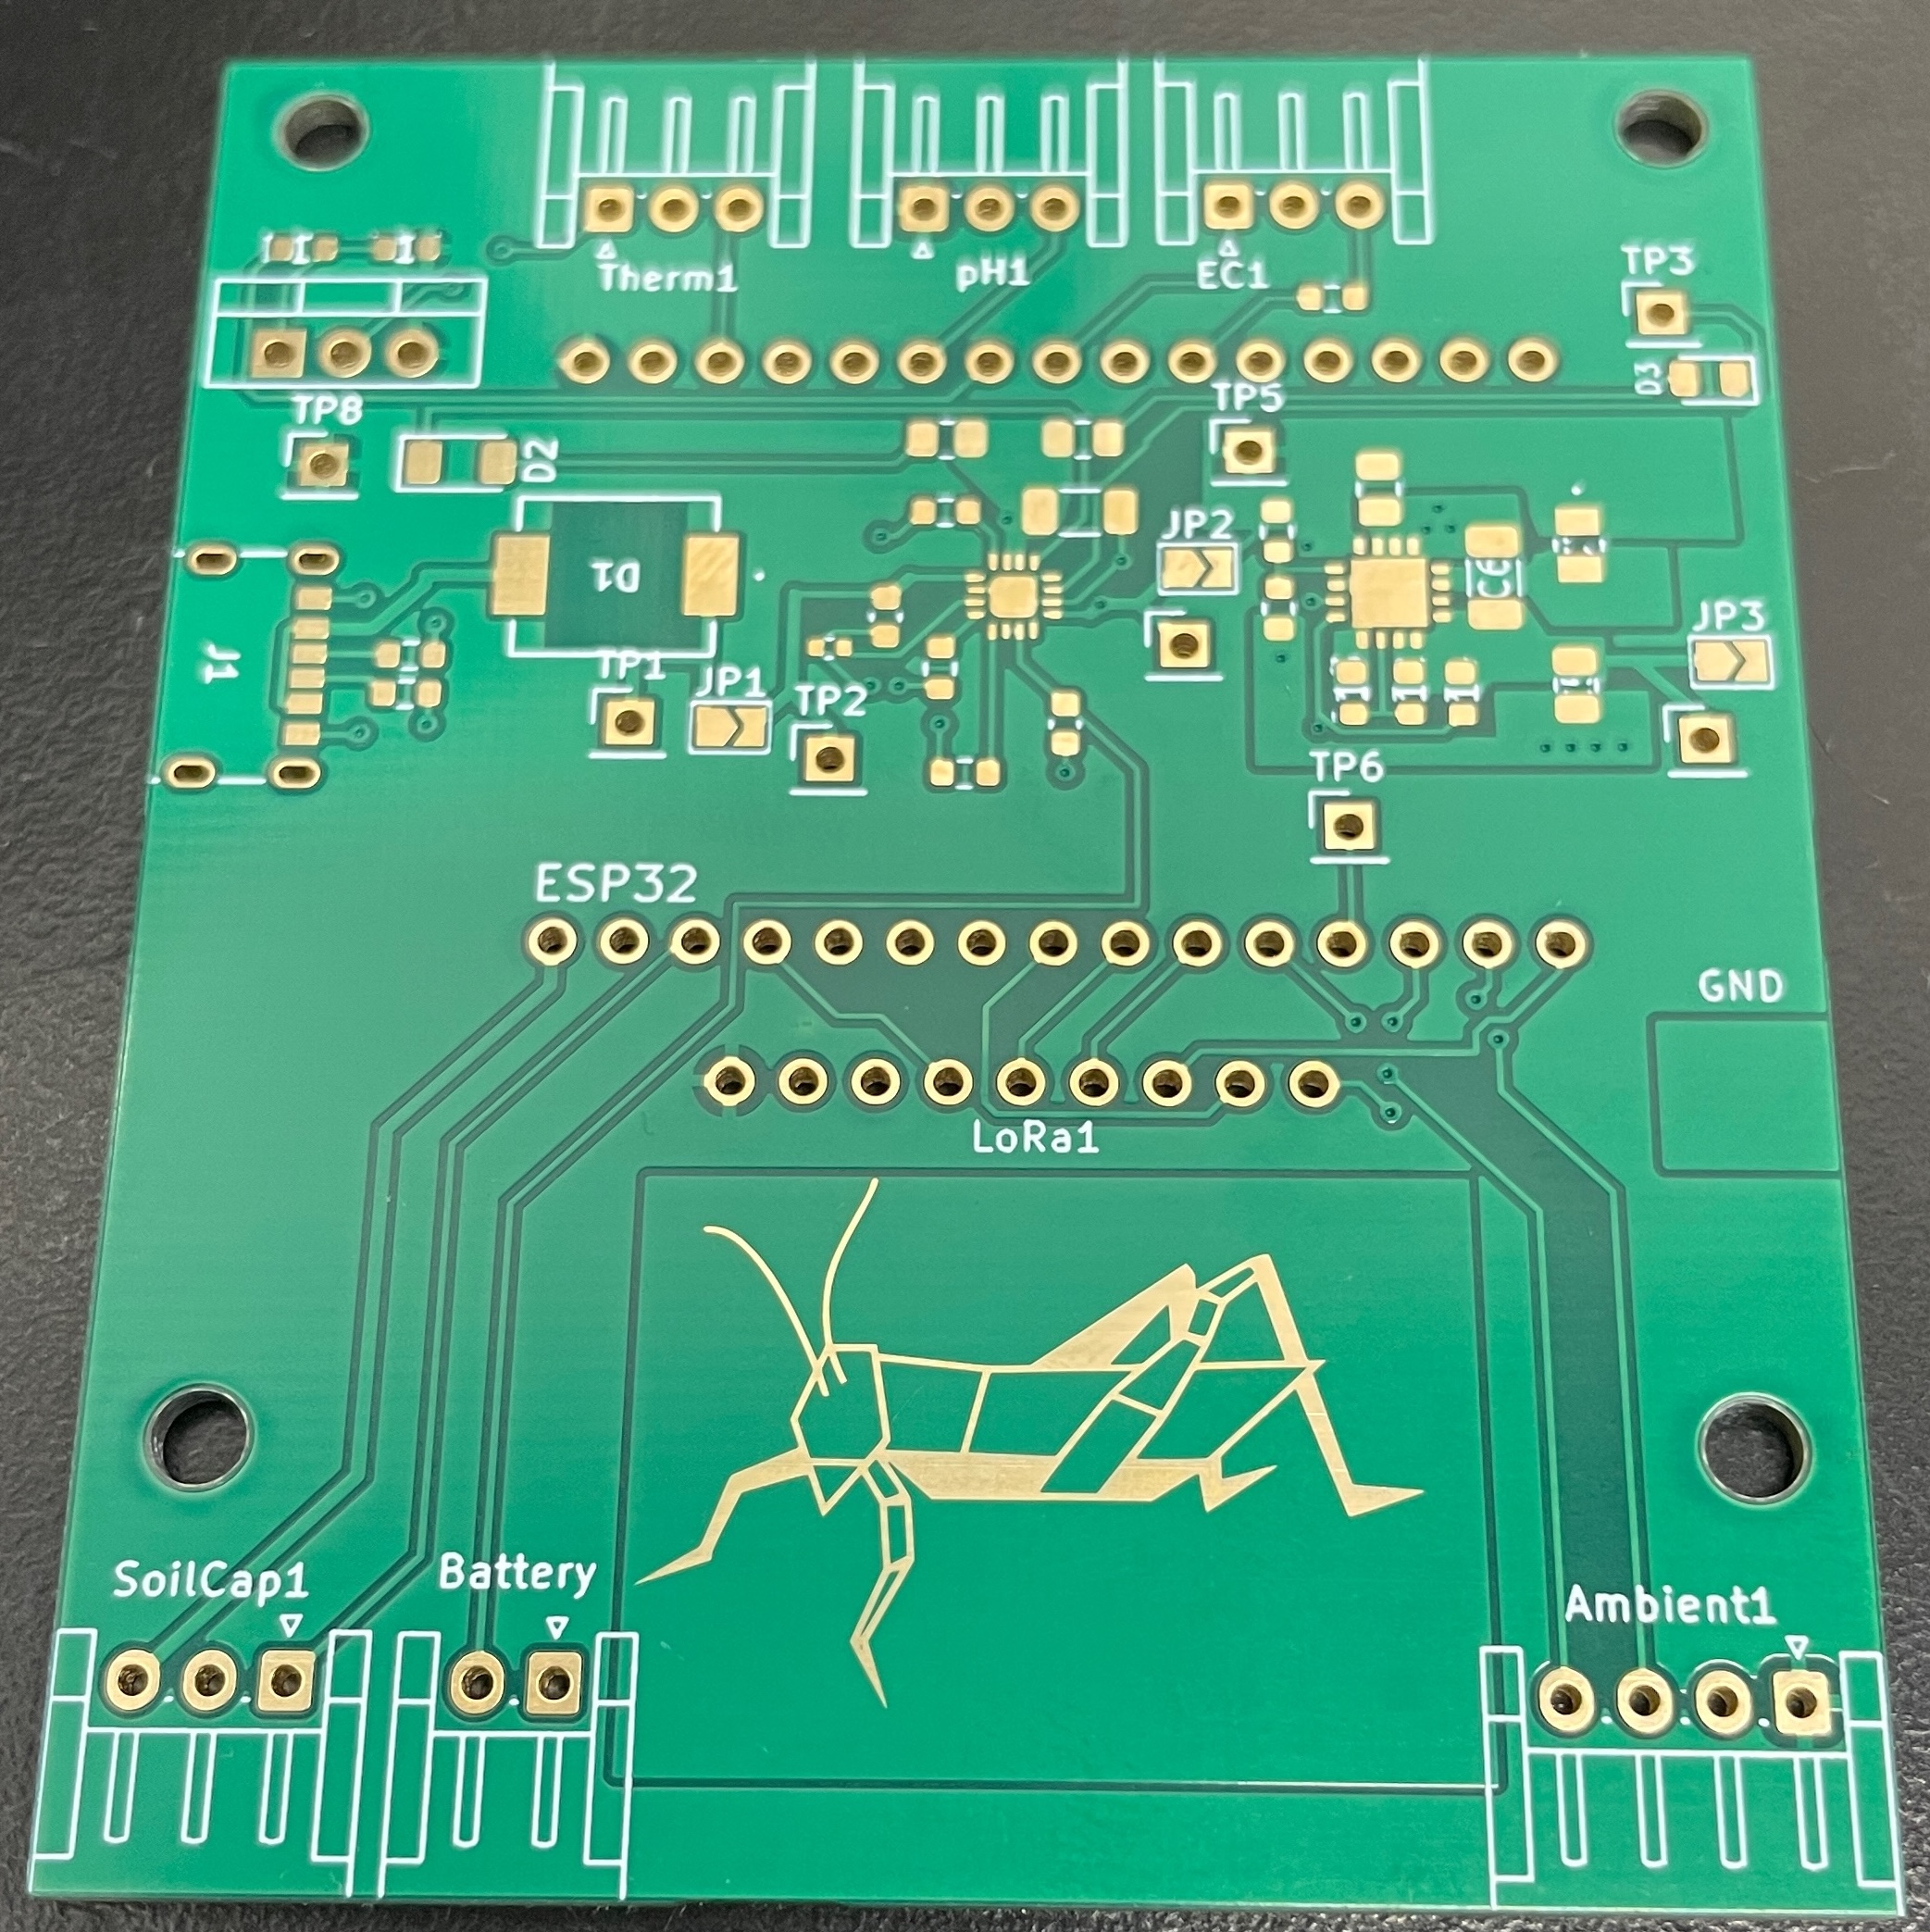 Therm1
pH1
EC1
TP3
D3
TP8
TP5
D2
JP2
D1
C6
J1
JP3
TP1
JP1
TP2
TP6
ESP32
GND
LoRa1
SoilCap1
Battery
Ambient1